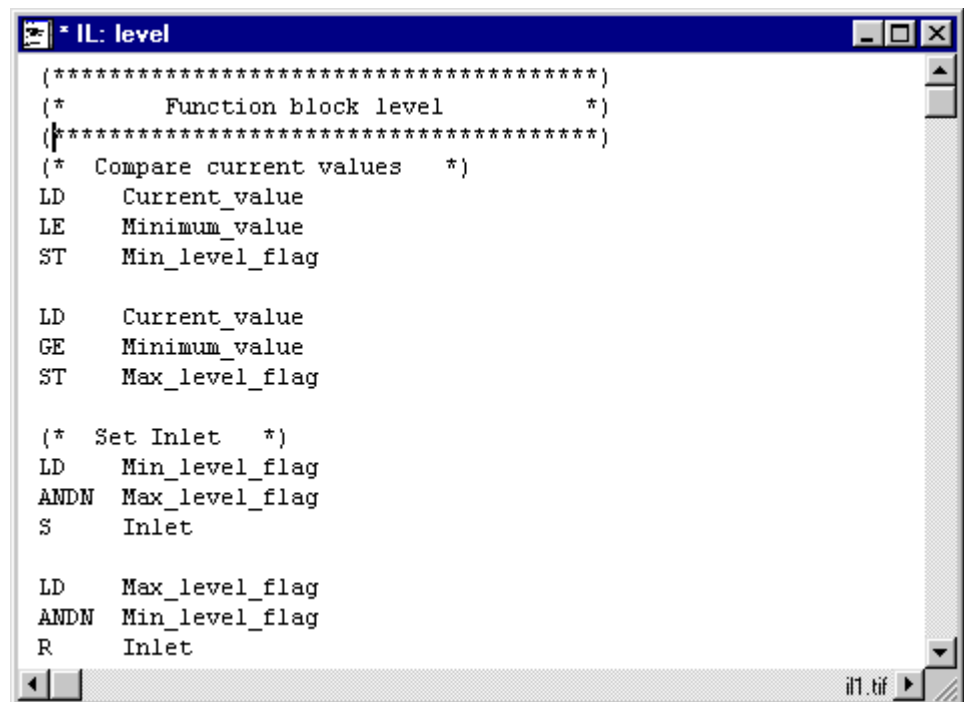 * IL: level
(***************************************)
(*       Function block level          *)
(***************************************)
(*  Compare current values   *)
LD    Current_value
LE    Minimum_value
ST    Min_level_flag
LD    Current_value
GE    Minimum_value
ST    Max_level_flag
(*  Set Inlet   *)
LD    Min_level_flag
ANDN  Max_level_flag
S     Inlet
LD    Max_level_flag
ANDN  Min_level_flag
R     Inlet
il1.tif